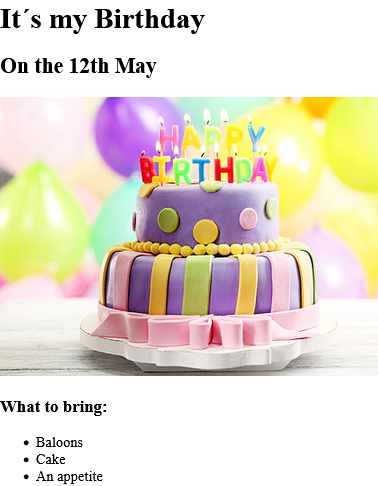 It´s my Birthday
On the 12th May
HAPPY
BIRTHDAY
What to bring:
Baloons
Cake
An appetite